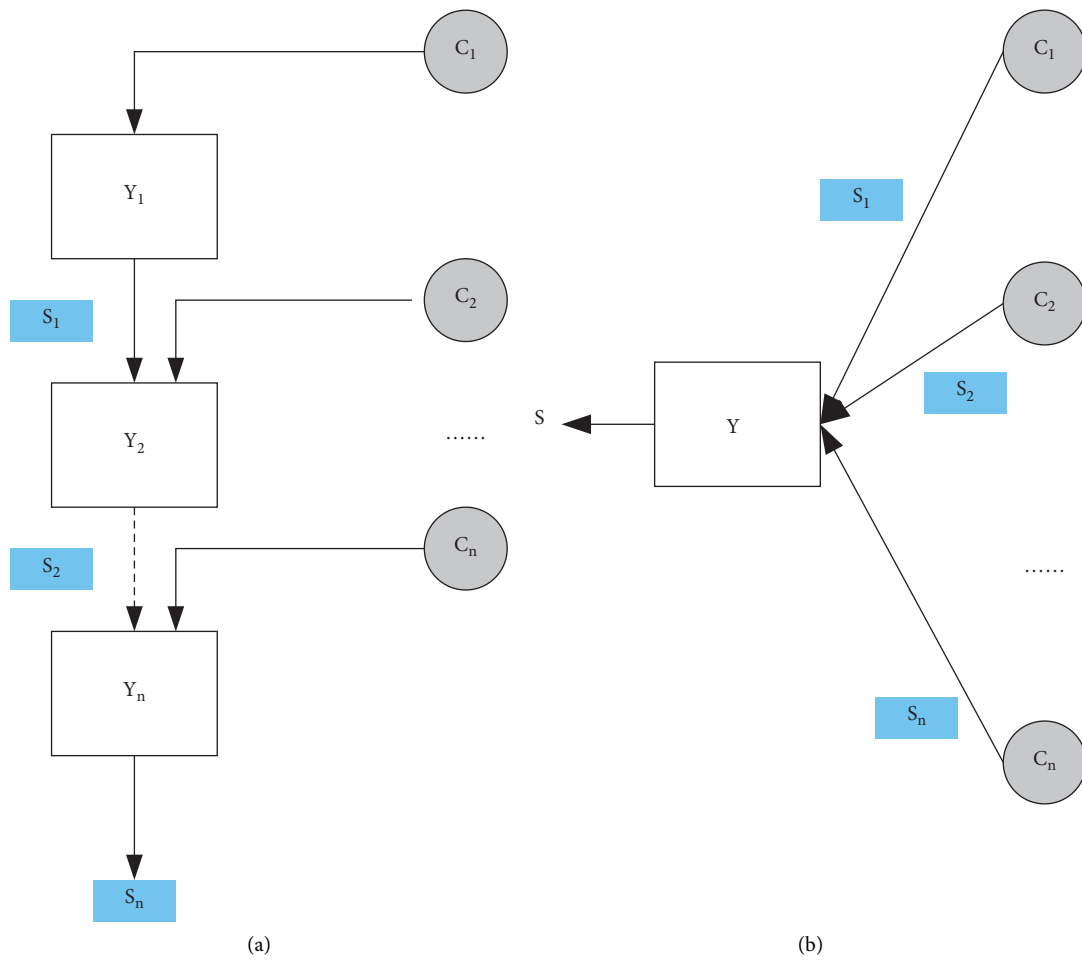 C₁
Y₁
S₁
C₂
Y₂
......
S₂
Cₙ
Yₙ
Sₙ
(a)
C₁
S₁
C₂
S₂
S
Y
......
Sₙ
Cₙ
(b)